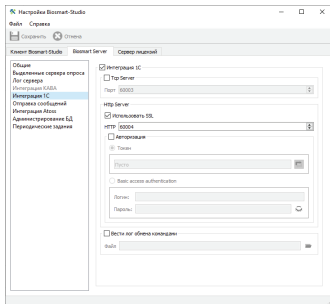 Настройки Biosmart-Studio
Файл Справка
Сохранить Отмена
Клиент Biosmart-Studio Biosmart Server Сервер лицензий
Общие
Выделенные сервера опроса
Лог сервера
Интеграция КАВА
Интеграция 1С
Отправка сообщений
Интеграция Atoss
Администрирование БД
Периодические задания
Интеграция 1С
Tcp Server
Порт 60003
Http Server
Использовать SSL
HTTP 60004
Авторизация
Токен
Basic access authentication
Логин:
Пароль:
Вести лог обмена командами
Файл